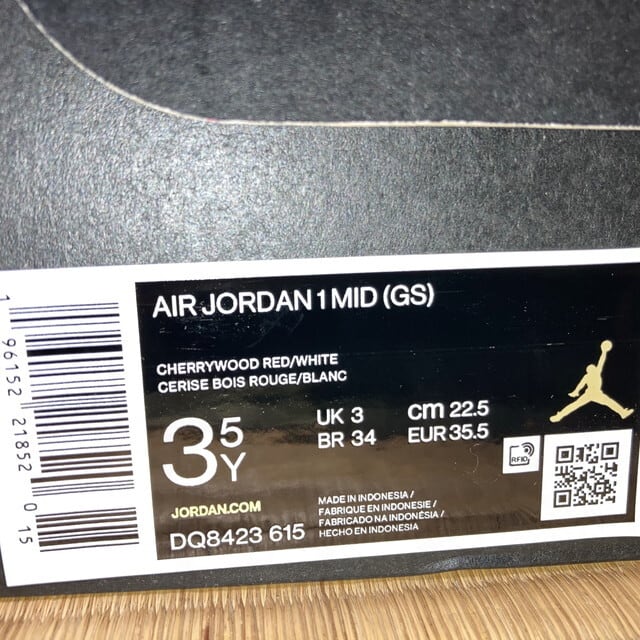 AIR JORDAN 1 MID (GS)
CHERRYWOOD RED/WHITE
CERISE BOIS ROUGE/BLANC
3 5 Y
UK 3 cm 22.5
BR 34 EUR 35.5
RFID
JORDAN.COM
DQ8423 615
MADE IN INDONESIA /
FABRIQUE EN INDONESIE /
FABRICADO NA INDONÉSIA /
HECHO EN INDONESIA
1 96152 21852 0 15